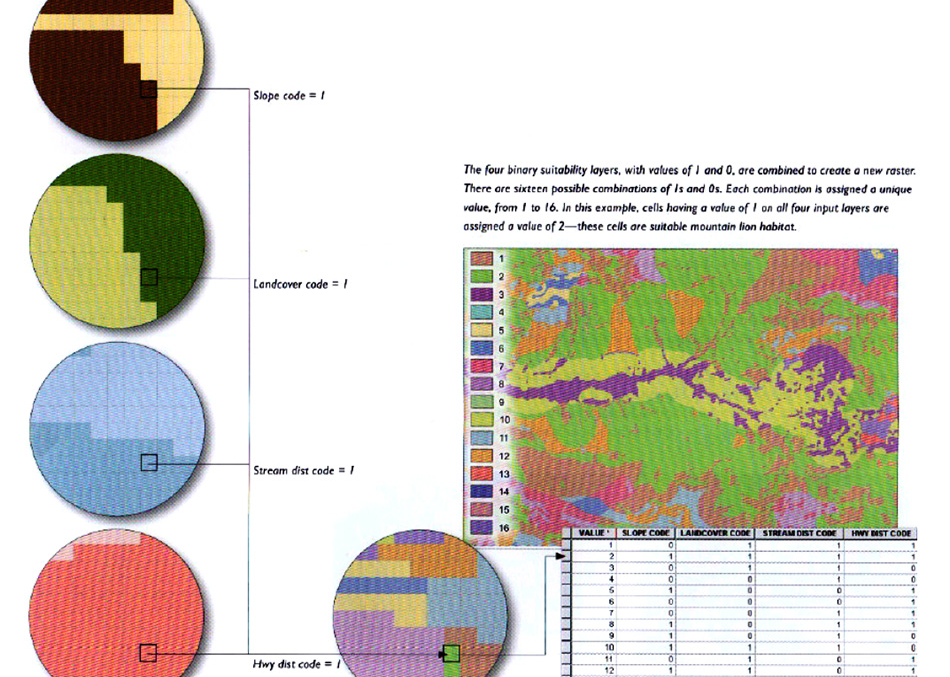 Slope code = 1
The four binary suitability layers, with values of 1 and 0, are combined to create a new raster.
There are sixteen possible combinations of 1s and 0s. Each combination is assigned a unique
value, from 1 to 16. In this example, cells having a value of 1 on all four input layers are
assigned a value of 2—these cells are suitable mountain lion habitat.
Landcover code = 1
1
2
3
4
5
6
7
8
9
10
11
12
13
14
15
16
Stream dist code = 1
Hwy dist code = 1
VALUE SLOPE CODE LANDCOVER CODE STREAM DIST CODE HWY DIST CODE
1 0 1 1 1
2 1 1 1 1
3 0 1 1 0
4 0 0 1 0
5 1 0 1 1
6 0 0
7 0 0 1 1
8 1
9 1 1 0
10 1 1 1 0
11 0 0 1
12 1 1 0 1